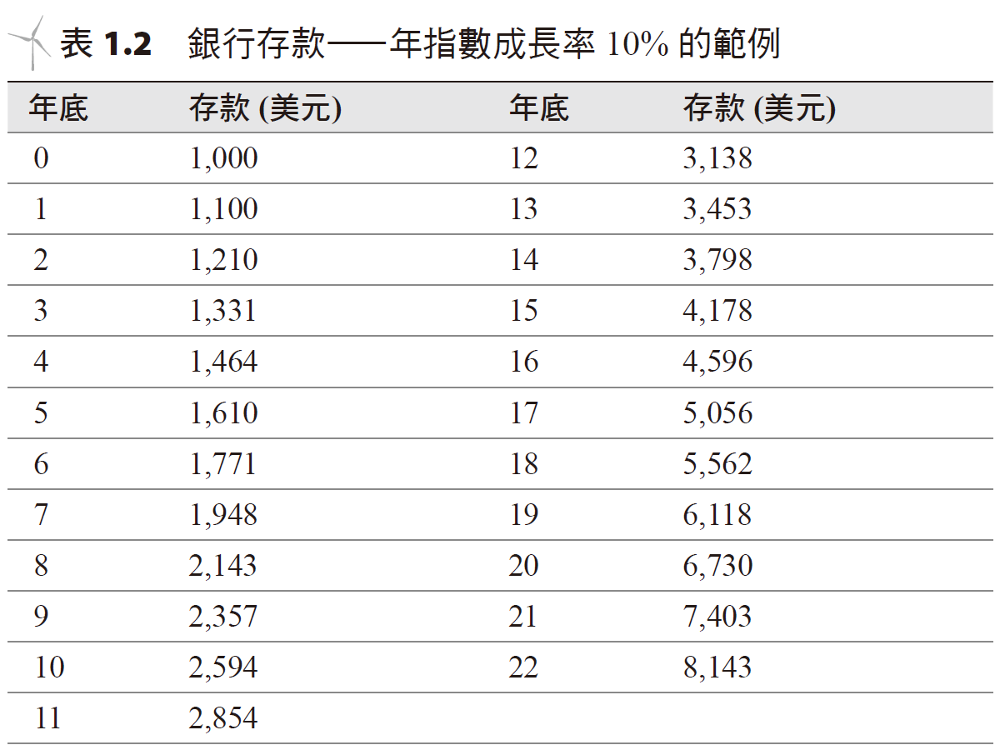 表 1.2 銀行存款——年指數成長率 10% 的範例
年底 存款 (美元) 年底 存款 (美元)
0 1,000 12 3,138
1 1,100 13 3,453
2 1,210 14 3,798
3 1,331 15 4,178
4 1,464 16 4,596
5 1,610 17 5,056
6 1,771 18 5,562
7 1,948 19 6,118
8 2,143 20 6,730
9 2,357 21 7,403
10 2,594 22 8,143
11 2,854